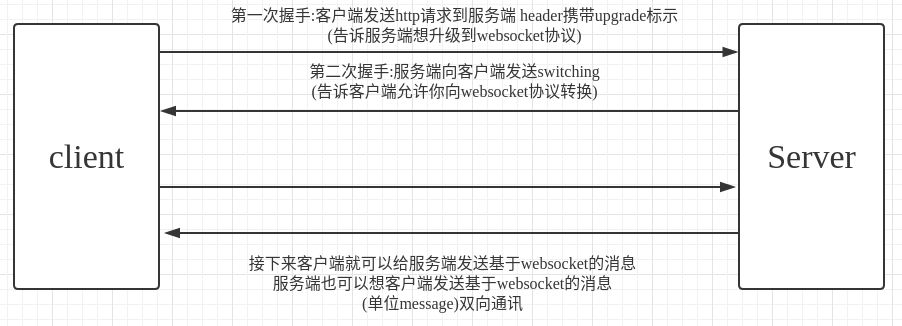 第一次握手:客户端发送http请求到服务端 header携带upgrade标示
(告诉服务端想升级到websocket协议)
第二次握手:服务端向客户端发送switching
(告诉客户端允许你向websocket协议转换)
client
Server
接下来客户端就可以给服务端发送基于websocket的消息
服务端也可以想客户端发送基于websocket的消息
(单位message)双向通讯